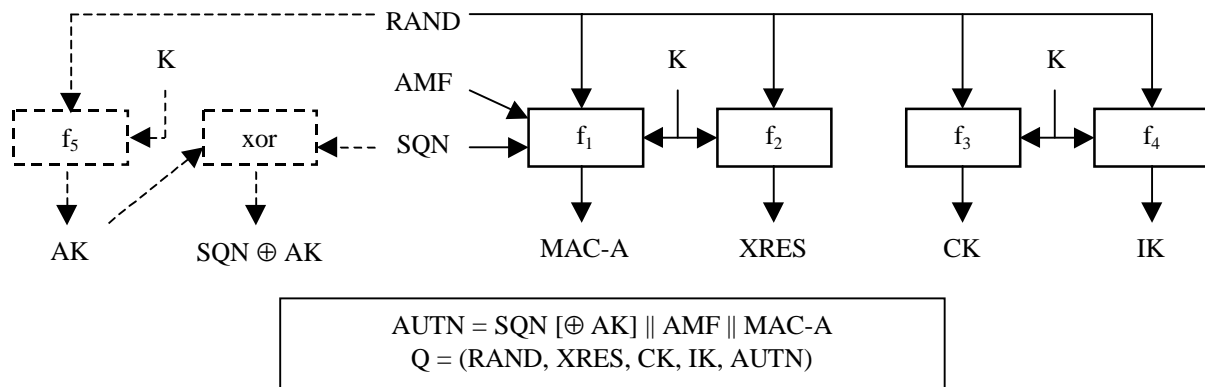 RAND
K K
AMF
f₅ xor SQN f₁ f₂ f₃ f₄
AK SQN ⊕ AK MAC-A XRES CK IK
AUTN = SQN [⊕ AK] || AMF || MAC-A
Q = (RAND, XRES, CK, IK, AUTN)